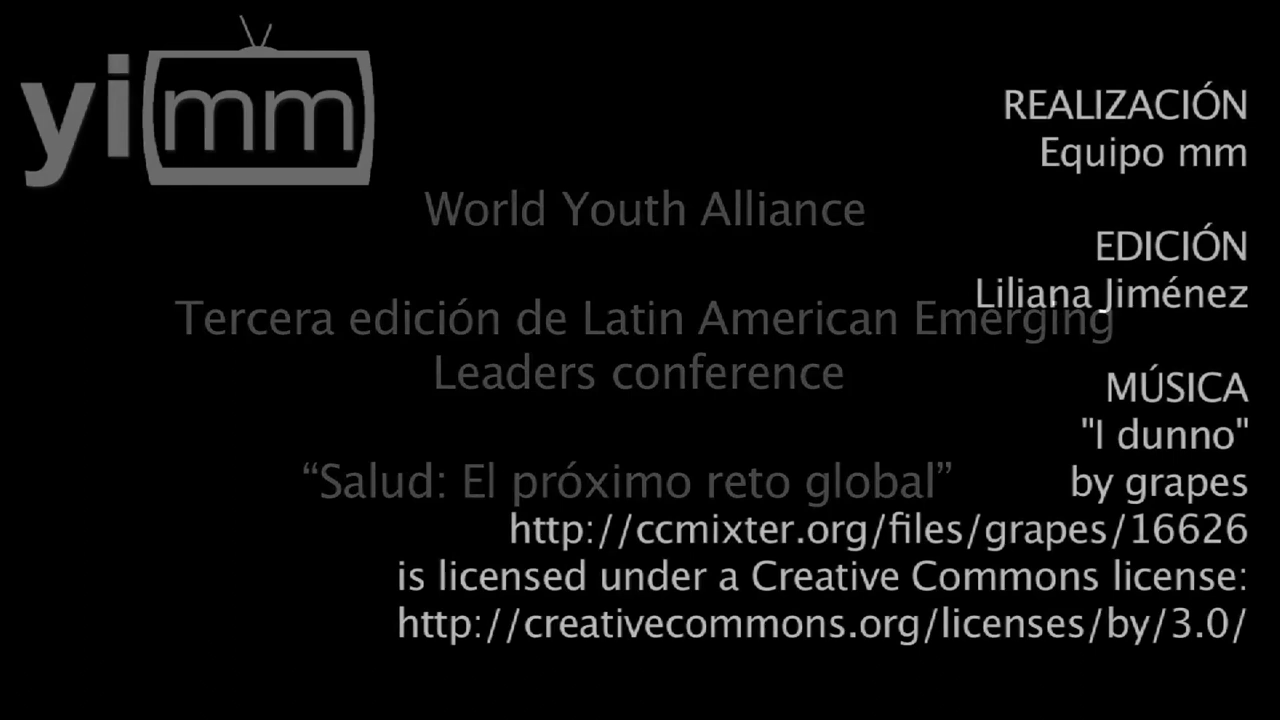 yimm
World Youth Alliance
Tercera edición de Latin American Emerging
Leaders conference
“Salud: El próximo reto global”
REALIZACIÓN
Equipo mm
EDICIÓN
Liliana Jiménez
MÚSICA
"I dunno"
by grapes
http://ccmixter.org/files/grapes/16626
is licensed under a Creative Commons license:
http://creativecommons.org/licenses/by/3.0/